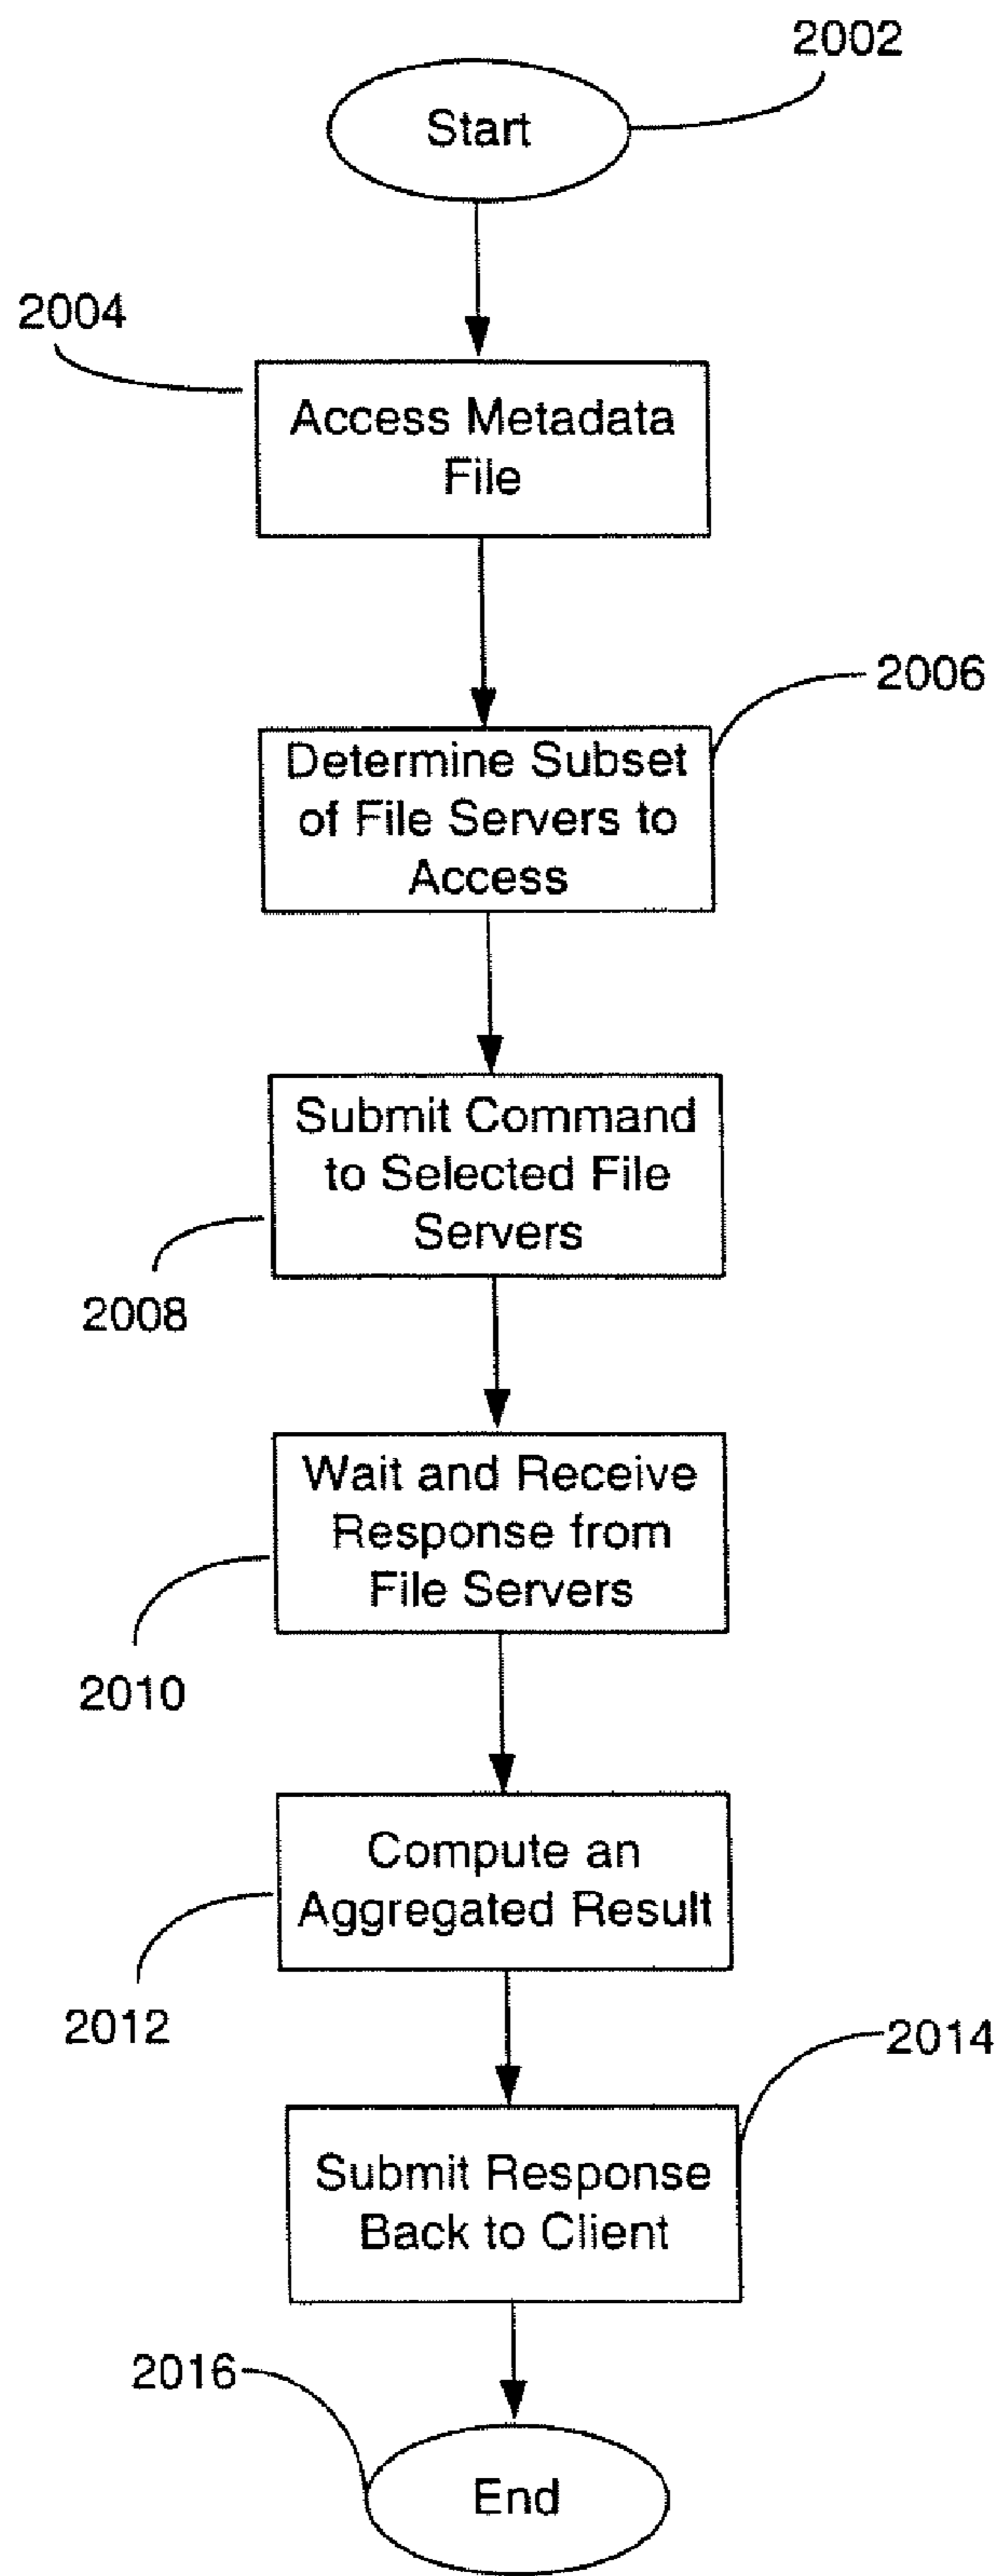 2002
Start
2004
Access Metadata
File
2006
Determine Subset
of File Servers to
Access
Submit Command
to Selected File
Servers
2008
Wait and Receive
Response from
File Servers
2010
Compute an
Aggregated Result
2012
2014
Submit Response
Back to Client
2016
End